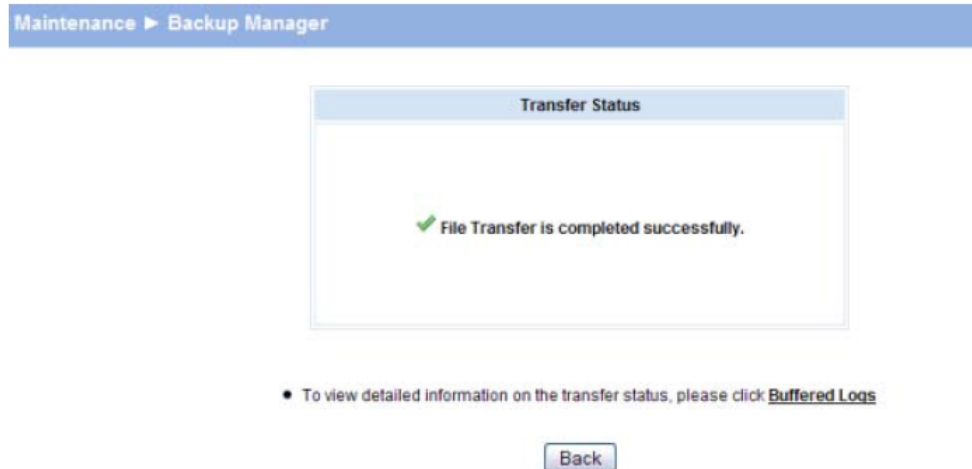 Maintenance ► Backup Manager
Transfer Status
File Transfer is completed successfully.
• To view detailed information on the transfer status, please click Buffered Logs
Back